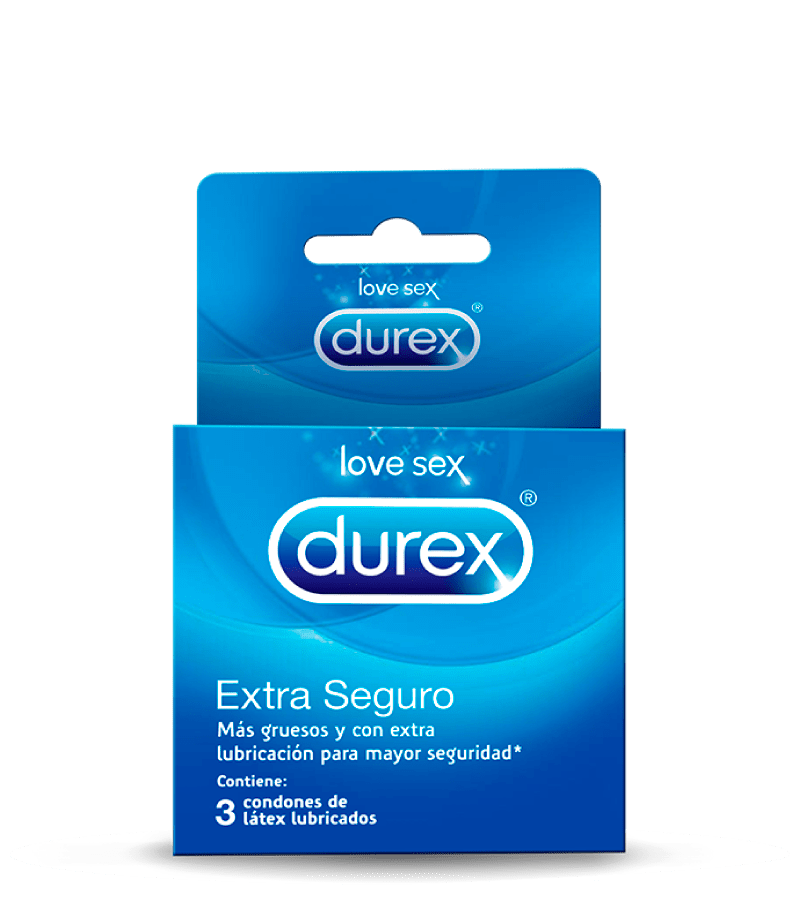 love sex
durex®
love sex
durex®
Extra Seguro
Más gruesos y con extra
lubricación para mayor seguridad*
Contiene:
3 condones de
látex lubricados